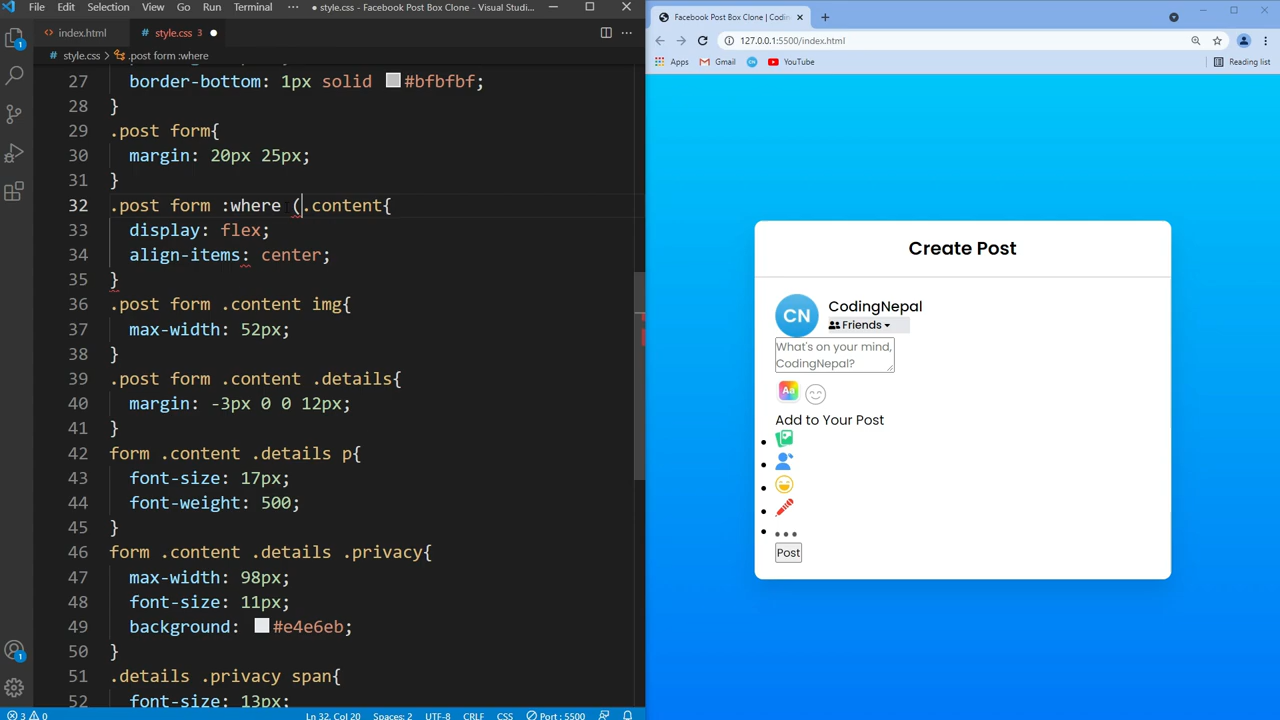 File Edit Selection View Go Run Terminal ··· ● style.css - Facebook Post Box Clone - Visual Studi...
index.html
style.css 3 ●
style.css > .post form :where
27 border-bottom: 1px solid #bfbfbf;
28 }
29 .post form{
30 margin: 20px 25px;
31 }
32 .post form :where (.content{
33 display: flex;
34 align-items: center;
35 }
36 .post form .content img{
37 max-width: 52px;
38 }
39 .post form .content .details{
40 margin: -3px 0 0 12px;
41 }
42 form .content .details p{
43 font-size: 17px;
44 font-weight: 500;
45 }
46 form .content .details .privacy{
47 max-width: 98px;
48 font-size: 11px;
49 background: #e4e6eb;
50 }
51 .details .privacy span{
52 font-size: 13px;
1
1
3 0
Ln 32, Col 20 Spaces: 2 UTF-8 CRLF CSS Port : 5500
Facebook Post Box Clone | Codin
127.0.0.1:5500/index.html
Apps Gmail CN YouTube Reading list
Create Post
CN
CodingNepal
Friends
What's on your mind,
CodingNepal?
Aa
Add to Your Post
Post